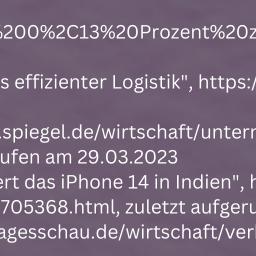 %200%2C13%20Prozent%20z
s effizienter Logistik", https:/
.spiegel.de/wirtschaft/untern
ufen am 29.03.2023
ert das iPhone 14 in Indien", h
705368.html, zuletzt aufgeru
agesschau.de/wirtschaft/ver